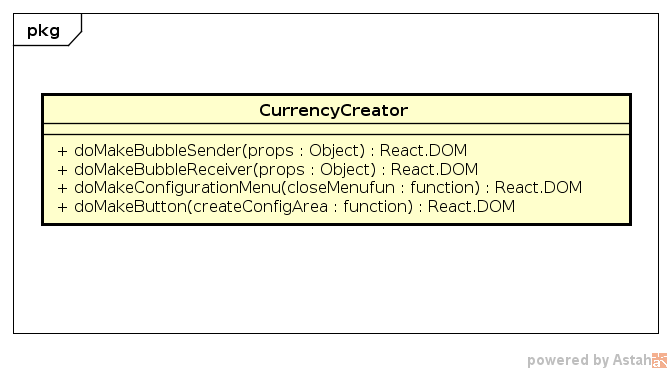 pkg
CurrencyCreator
+ doMakeBubbleSender(props : Object) : React.DOM
+ doMakeBubbleReceiver(props : Object) : React.DOM
+ doMakeConfigurationMenu(closeMenufun : function) : React.DOM
+ doMakeButton(createConfigArea : function) : React.DOM
powered by Astah